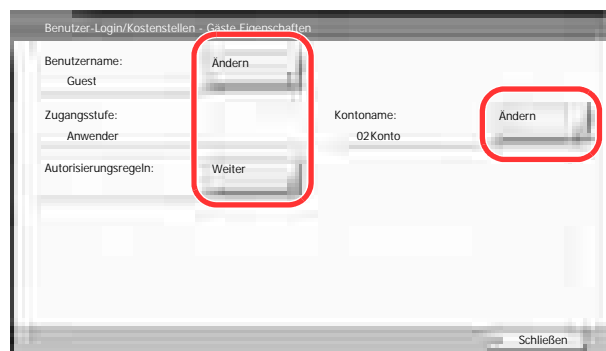 Benutzer-Login/Kostenstellen - Gäste Eigenschaften
Benutzername:
Ändern
Guest
Zugangsstufe:
Kontoname:
Ändern
Anwender
02Konto
Autorisierungsregeln:
Weiter
Schließen